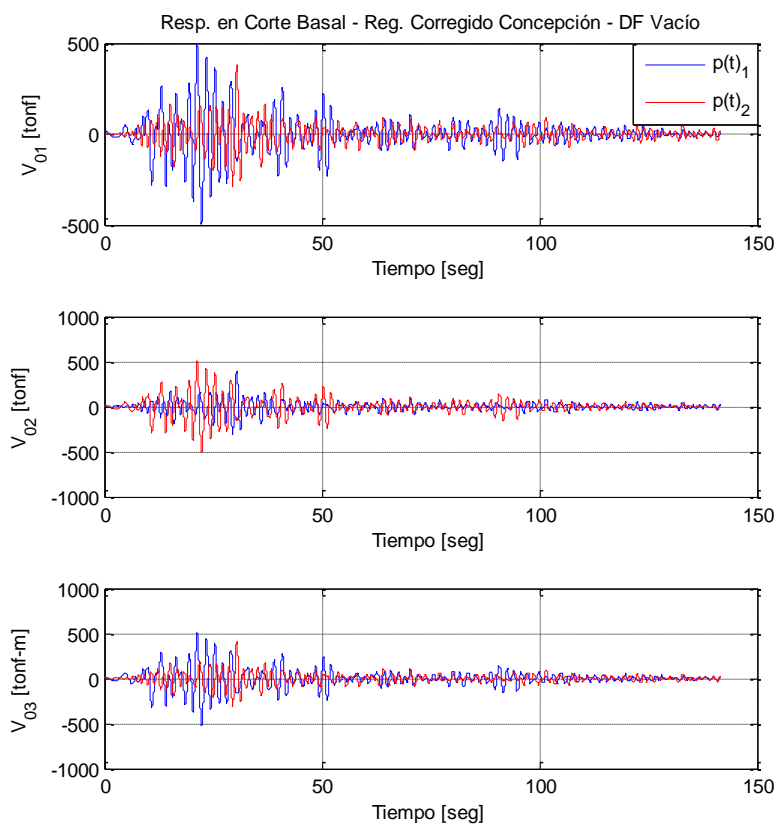 Resp. en Corte Basal - Reg. Corregido Concepción - DF Vacío
500
0
-500
V01 [tonf]
0
50
100
150
Tiempo [seg]
p(t)1
p(t)2
1000
500
0
-500
-1000
V02 [tonf]
0
50
100
150
Tiempo [seg]
1000
500
0
-500
-1000
V03 [tonf-m]
0
50
100
150
Tiempo [seg]